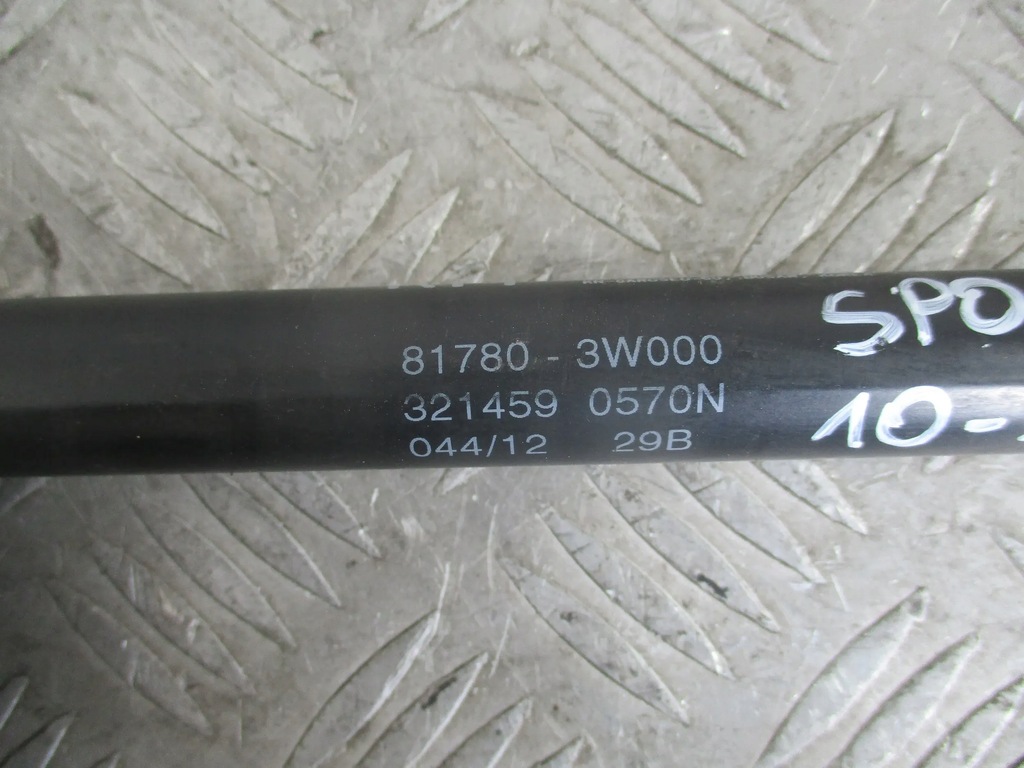 81780 - 3W000
321459 0570N
044/12 29B
SPO
10-